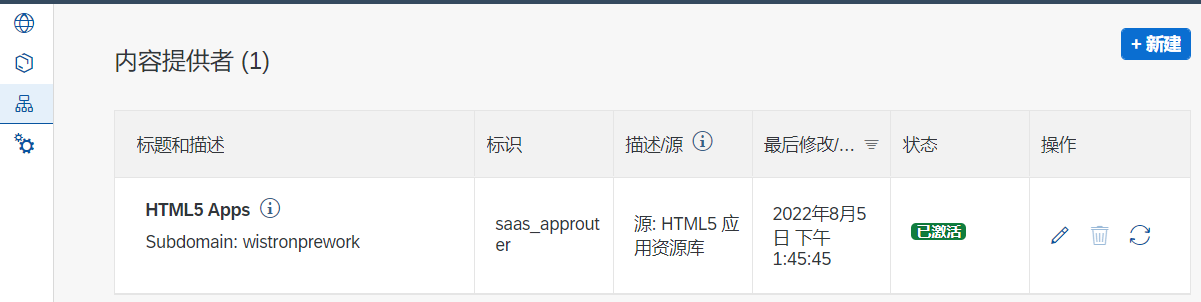 内容提供者 (1)
+ 新建
标题和描述
标识
描述/源
最后修改/...
状态
操作
HTML5 Apps
Subdomain: wistronprework
saas_approut
er
源: HTML5 应
用资源库
2022年8月5
日 下午
1:45:45
已激活